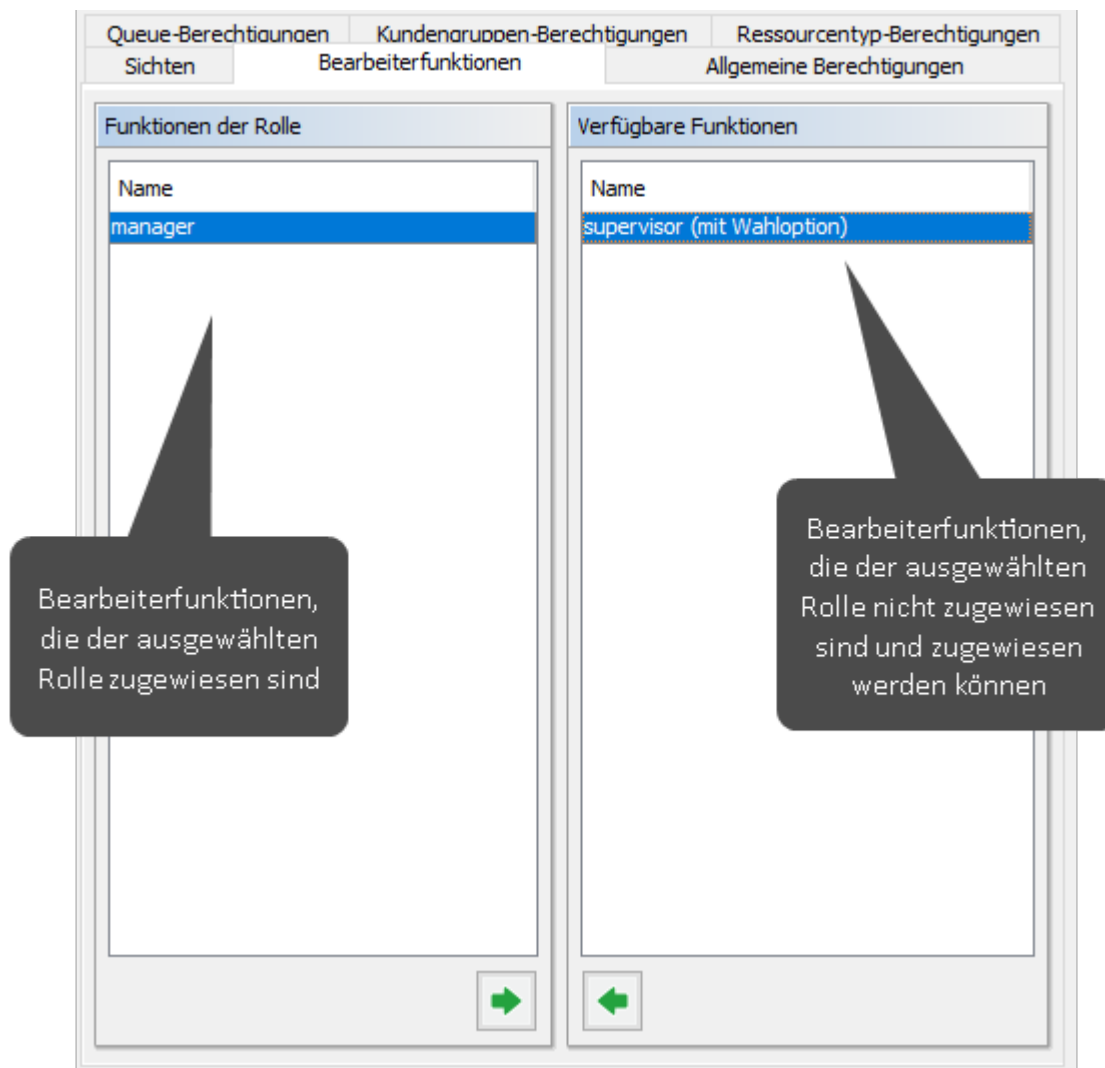 Queue-Berechtigungen Kundengruppen-Berechtigungen Ressourcentyp-Berechtigungen
Sichten Bearbeiterfunktionen Allgemeine Berechtigungen
Funktionen der Rolle
Verfügbare Funktionen
Name
Name
manager
supervisor (mit Wahloption)
Bearbeiterfunktionen,
die der ausgewählten
Rolle zugewiesen sind
Bearbeiterfunktionen,
die der ausgewählten
Rolle nicht zugewiesen
sind und zugewiesen
werden können